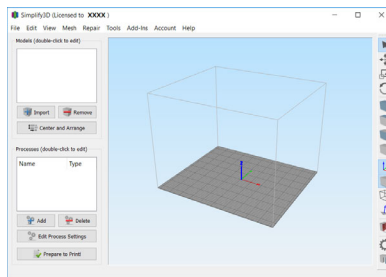 Simplify3D (Licensed to XXXX )
File Edit View Mesh Repair Tools Add-Ins Account Help
Models (double-click to edit)
Import Remove
Center and Arrange
Processes (double-click to edit)
Name Type
Add Delete
Edit Process Settings
Prepare to Print!